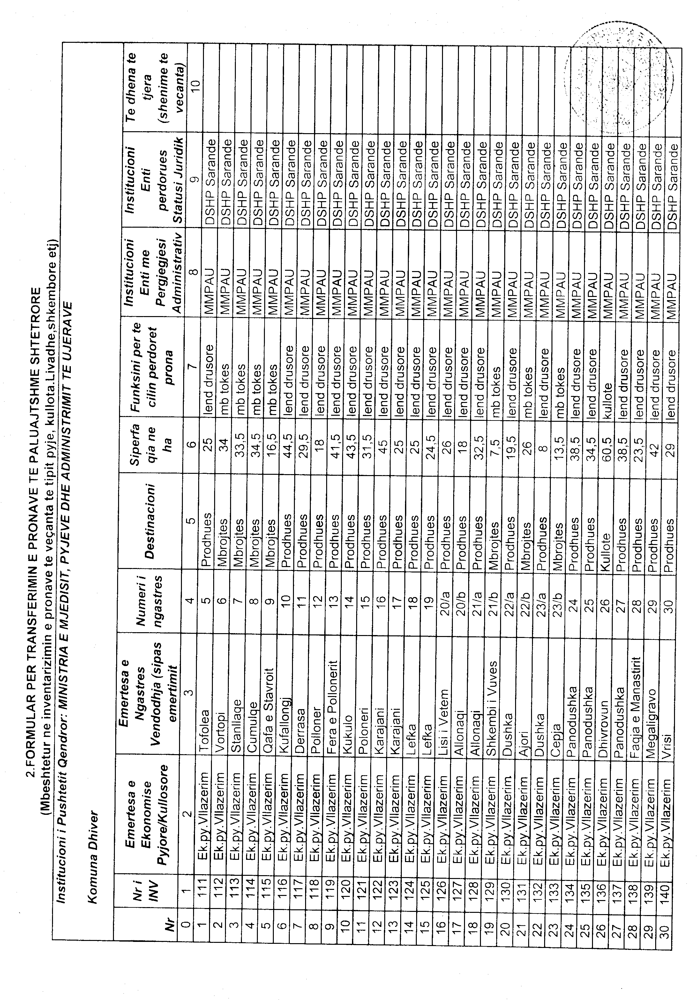 2.FORMULAR PER TRANSFERIMIN E PRONAVE TE PALUAJTSHME SHTETRORE
(Mbeshtetur ne inventarizimin e pronave te veçanta te tipit pyje, kullota.Livadhe,shkembore etj)
Institucioni i Pushtetit Qendror: MINISTRIA E MJEDISIT, PYJEVE DHE ADMINISTRIMIT TE UJERAVE
Komuna Dhiver
Nr Nr i INV Emertesa e Ekonomise Pyjore/Kullosore Emertesa e Ngastres Vendodhja (sipas emertimit Numeri i ngastres Destinacioni Siperfa qia ne ha Funksini per te cilin perdoret prona Institucioni Enti me Pergjegjesi Administrativ Institucioni Enti perdorues Statusi Juridik Te dhena te tjera (shenime te vecanta)
0 1 2 3 4 5 6 7 8 9 10
1 111 Ek.py.Vllazerim Tofolea 5 Prodhues 25 lend drusore MMPAU DSHP Sarande
2 112 Ek.py.Vllazerim Vortopi 6 Mbrojtes 34 mb tokes MMPAU DSHP Sarande
3 113 Ek.py.Vllazerim Stanllaqe 7 Mbrojtes 33,5 mb tokes MMPAU DSHP Sarande
4 114 Ek.py.Vllazerim Cumulqe 8 Mbrojtes 34,5 mb tokes MMPAU DSHP Sarande
5 115 Ek.py.Vllazerim Qafa e Stavroit 9 Mbrojtes 16,5 mb tokes MMPAU DSHP Sarande
6 116 Ek.py.Vllazerim Kufallongj 10 Prodhues 44,5 lend drusore MMPAU DSHP Sarande
7 117 Ek.py.Vllazerim Derrasa 11 Prodhues 29,5 lend drusore MMPAU DSHP Sarande
8 118 Ek.py.Vllazerim Polloner 12 Prodhues 18 lend drusore MMPAU DSHP Sarande
9 119 Ek.py.Vllazerim Fera e Pollonerit 13 Prodhues 41,5 lend drusore MMPAU DSHP Sarande
10 120 Ek.py.Vllazerim Kukulo 14 Prodhues 43,5 lend drusore MMPAU DSHP Sarande
11 121 Ek.py.Vllazerim Poloneri 15 Prodhues 31,5 lend drusore MMPAU DSHP Sarande
12 122 Ek.py.Vllazerim Karajani 16 Prodhues 45 lend drusore MMPAU DSHP Sarande
13 123 Ek.py.Vllazerim Karajani 17 Prodhues 25 lend drusore MMPAU DSHP Sarande
14 124 Ek.py.Vllazerim Lefka 18 Prodhues 25 lend drusore MMPAU DSHP Sarande
15 125 Ek.py.Vllazerim Lefka 19 Prodhues 24,5 lend drusore MMPAU DSHP Sarande
16 126 Ek.py.Vllazerim Lisi i Vetem 20/a Prodhues 26 lend drusore MMPAU DSHP Sarande
17 127 Ek.py.Vllazerim Allonaqi 20/b Prodhues 18 lend drusore MMPAU DSHP Sarande
18 128 Ek.py.Vllazerim Allonaqi 21/a Prodhues 32,5 lend drusore MMPAU DSHP Sarande
19 129 Ek.py.Vllazerim Shkembi i Vuves 21/b Mbrojtes 7,5 mb tokes MMPAU DSHP Sarande
20 130 Ek.py.Vllazerim Dushka 22/a Prodhues 19,5 lend drusore MMPAU DSHP Sarande
21 131 Ek.py.Vllazerim Ajori 22/b Mbrojtes 26 mb tokes MMPAU DSHP Sarande
22 132 Ek.py.Vllazerim Dushka 23/a Prodhues 8 lend drusore MMPAU DSHP Sarande
23 133 Ek.py.Vllazerim Cepja 23/b Mbrojtes 13,5 mb tokes MMPAU DSHP Sarande
24 134 Ek.py.Vllazerim Panodushka 24 Prodhues 38,5 lend drusore MMPAU DSHP Sarande
25 135 Ek.py.Vllazerim Panodushka 25 Prodhues 34,5 lend drusore MMPAU DSHP Sarande
26 136 Ek.py.Vllazerim Dhivrovun 26 Kullote 60,5 kullote MMPAU DSHP Sarande
27 137 Ek.py.Vllazerim Panodushka 27 Prodhues 38,5 lend drusore MMPAU DSHP Sarande
28 138 Ek.py.Vllazerim Faqja e Manastirit 28 Prodhues 23,5 lend drusore MMPAU DSHP Sarande
29 139 Ek.py.Vllazerim Megaligravo 29 Prodhues 42 lend drusore MMPAU DSHP Sarande
30 140 Ek.py.Vllazerim Vrisi 30 Prodhues 29 lend drusore MMPAU DSHP Sarande